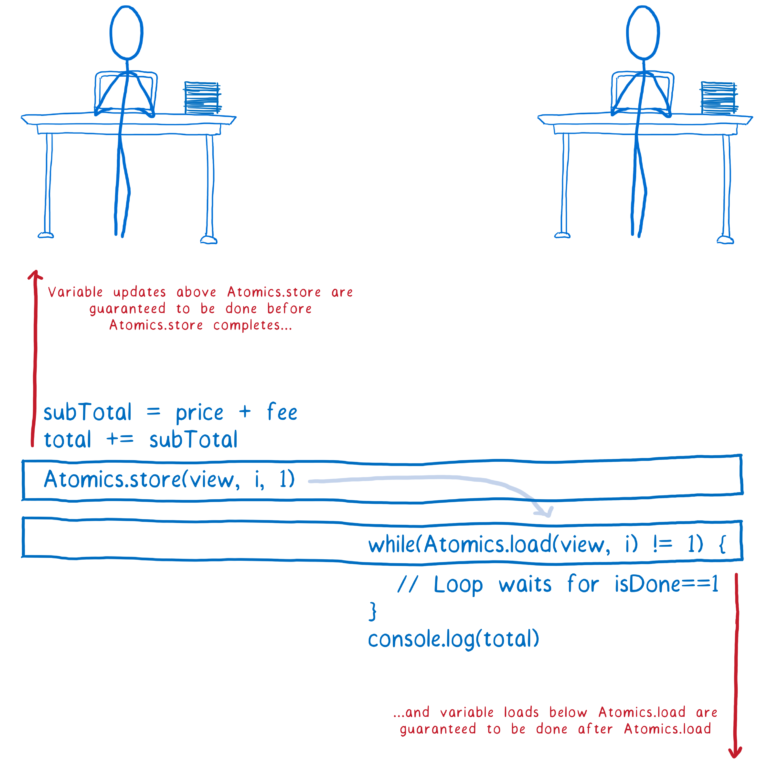 Variable updates above Atomics.store are
guaranteed to be done before
Atomics.store completes...
subTotal = price + fee
total += subTotal
Atomics.store(view, i, 1)
while(Atomics.load(view, i) != 1) {
// Loop waits for isDone==1
}
console.log(total)
...and variable loads below Atomics.load are
guaranteed to be done after Atomics.load